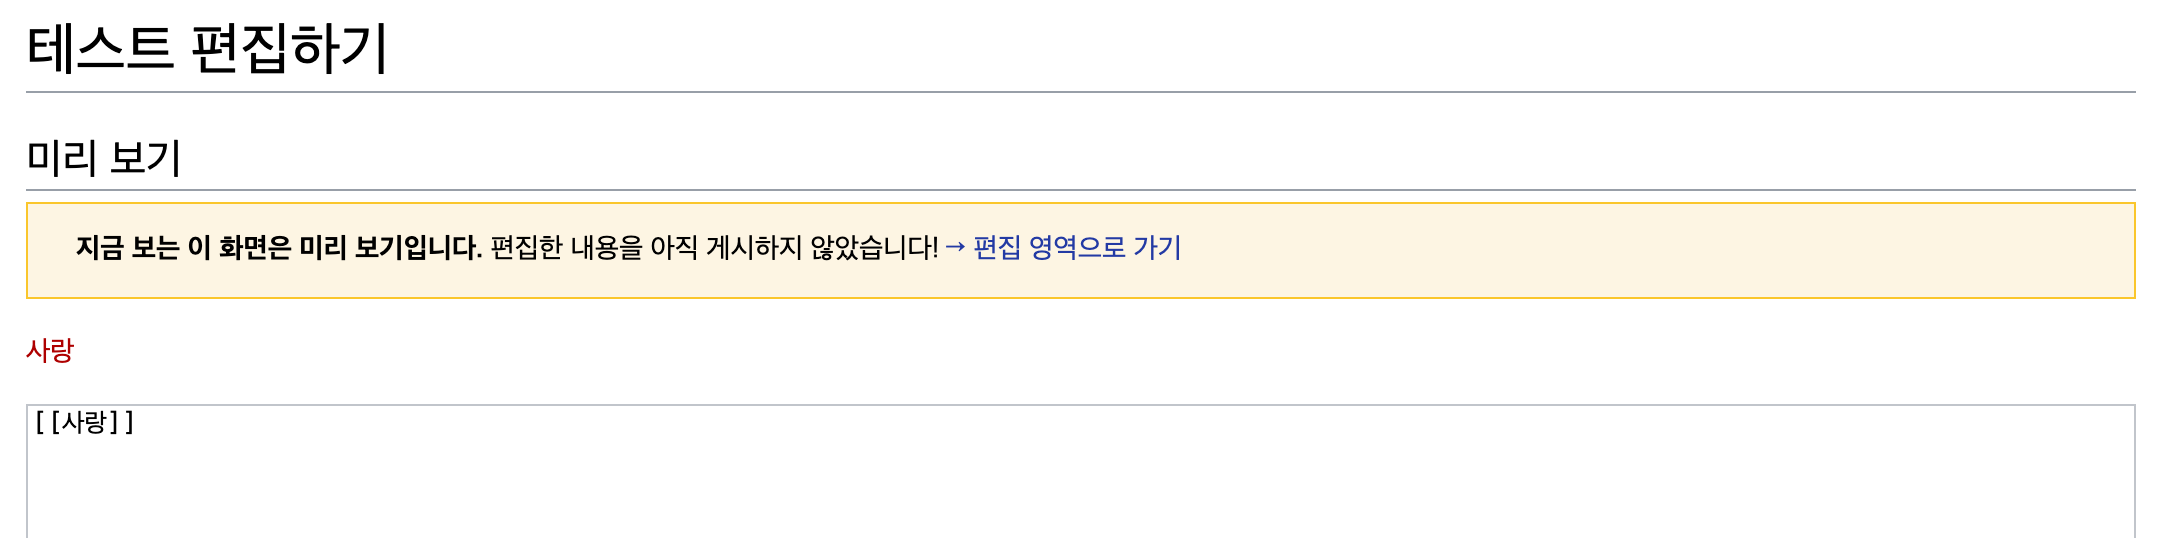 테스트 편집하기
미리 보기
지금 보는 이 화면은 미리 보기입니다. 편집한 내용을 아직 게시하지 않았습니다! → 편집 영역으로 가기
사랑
[[사랑]]